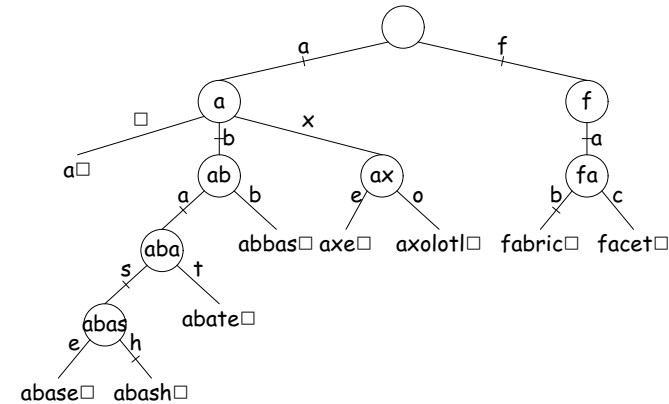 a f
a f
□ b x a
a□ ab ax fa
a b e o b c
aba abbas□ axe□ axolotl□ fabric□ facet□
s t
abas abate□
e h
abase□ abash□